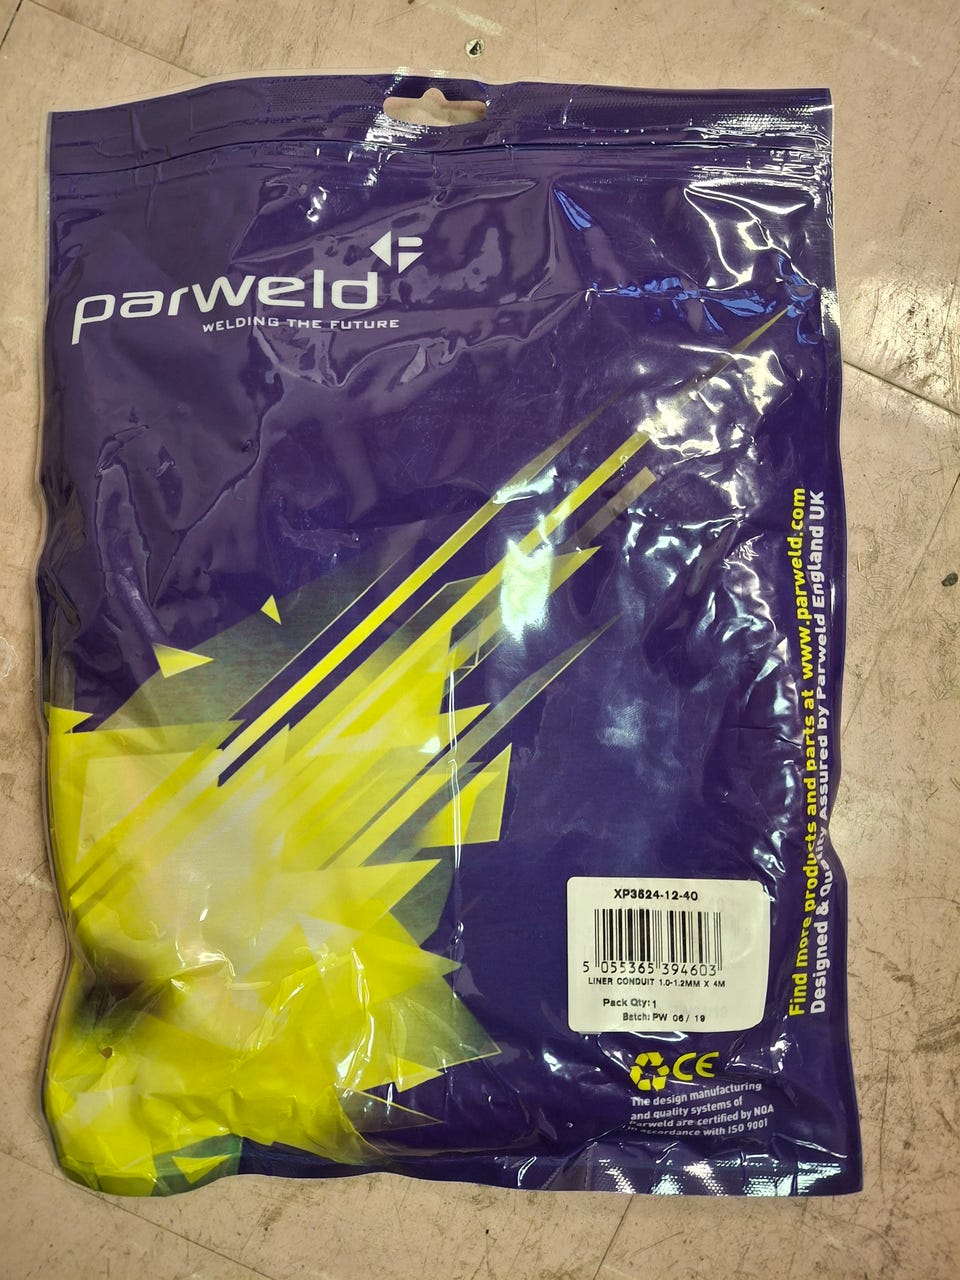 parweld
WELDING THE FUTURE
Find more products and parts at www.parweld.com
Designed & Quality Assured by Parweld England UK
XP3524-12-40
5 055365 394603
LINER CONDUIT 1.0-1.2MM X 4M
Pack Qty: 1
Batch: PW 06 / 19
CE
The design manufacturing
and quality systems of
Parweld are certified by NQA
in accordance with ISO 9001